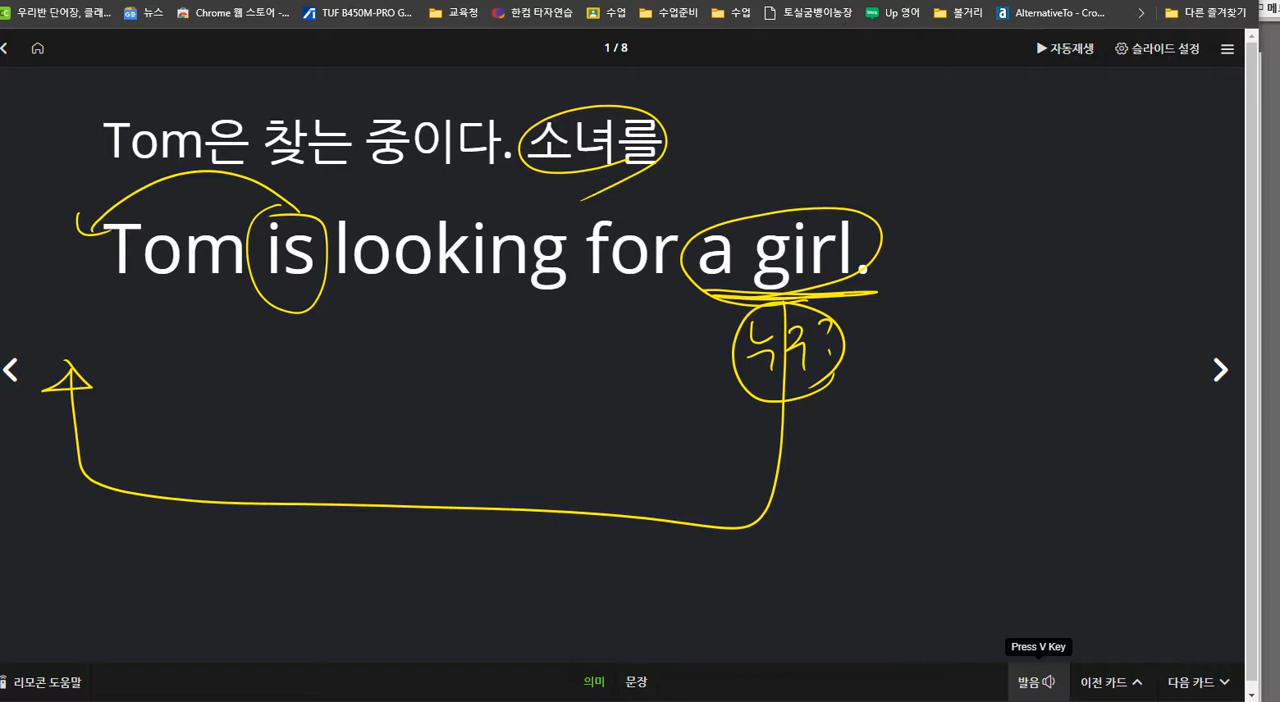 우리반 단어장, 클래... 뉴스 Chrome 웹 스토어 -... TUF B450M-PRO G... 교육청 한컴 타자연습 수업 수업준비 수업 토실굼벵이농장 Up 영어 볼거리 AlternativeTo - Cro... 다른 즐겨찾기
1 / 8
자동재생 슬라이드 설정
Tom은 찾는 중이다. 소녀를
Tom is looking for a girl.
누구?
Press V Key
리모콘 도움말 의미 문장 발음 이전 카드 다음 카드